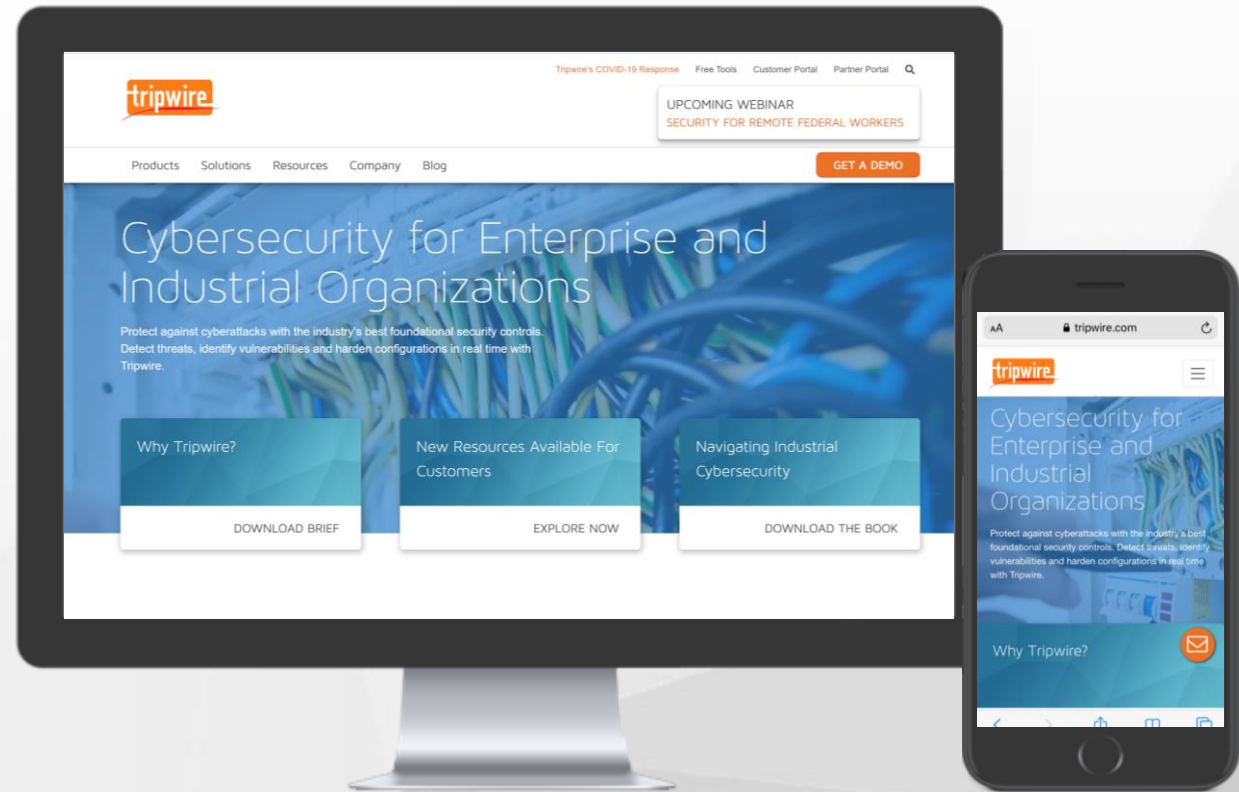 tripwire
Tripwire's COVID-19 Response Free Tools Customer Portal Partner Portal
UPCOMING WEBINAR
SECURITY FOR REMOTE FEDERAL WORKERS
Products Solutions Resources Company Blog
GET A DEMO
Cybersecurity for Enterprise and
Industrial Organizations
Protect against cyberattacks with the industry's best foundational security controls.
Detect threats, identify vulnerabilities and harden configurations in real time with
Tripwire.
Why Tripwire?
DOWNLOAD BRIEF
New Resources Available For
Customers
EXPLORE NOW
Navigating Industrial
Cybersecurity
DOWNLOAD THE BOOK
AA tripwire.com
tripwire
Cybersecurity for
Enterprise and
Industrial
Organizations
Protect against cyberattacks with the industry's best
foundational security controls. Detect threats, identify
vulnerabilities and harden configurations in real time
with Tripwire.
Why Tripwire?